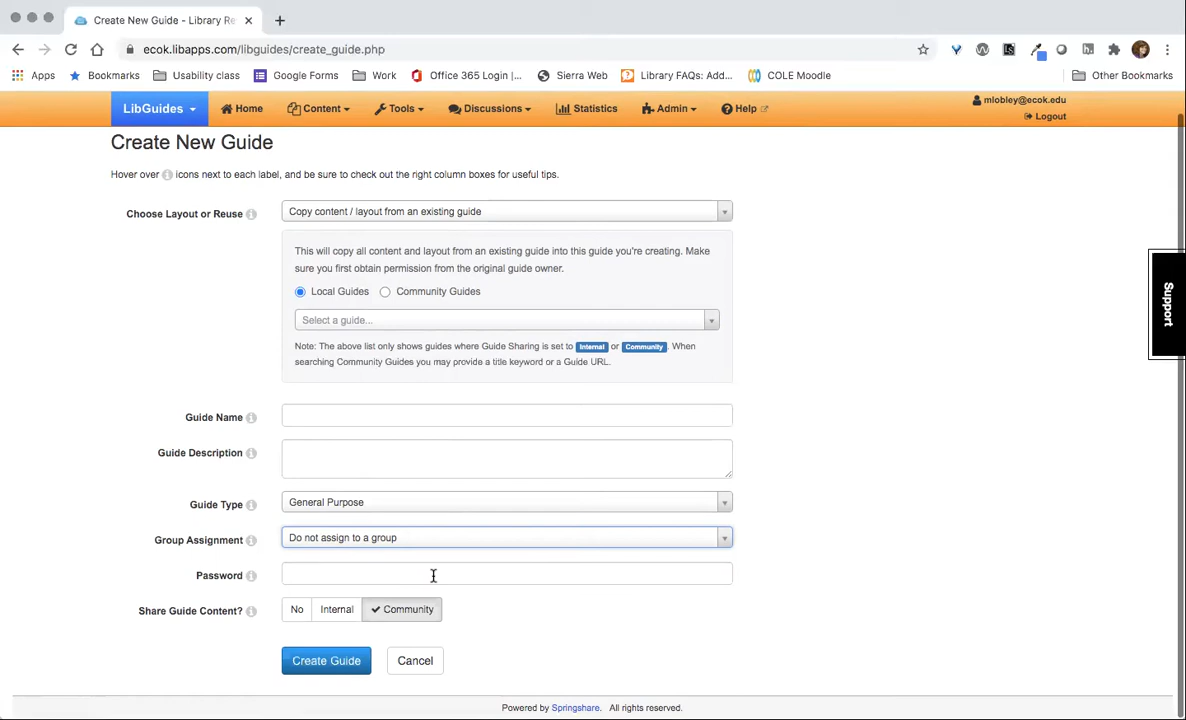 Create New Guide - Library Re
ecok.libapps.com/libguides/create_guide.php
Apps Bookmarks Usability class Google Forms Work Office 365 Login |... Sierra Web Library FAQs: Add... COLE Moodle Other Bookmarks
LibGuides Home Content Tools Discussions Statistics Admin Help
mlobley@ecok.edu
Logout
Create New Guide
Hover over icons next to each label, and be sure to check out the right column boxes for useful tips.
Choose Layout or Reuse Copy content / layout from an existing guide
This will copy all content and layout from an existing guide into this guide you're creating. Make
sure you first obtain permission from the original guide owner.
Local Guides Community Guides
Select a guide...
Note: The above list only shows guides where Guide Sharing is set to Internal or Community. When
searching Community Guides you may provide a title keyword or a Guide URL.
Support
Guide Name
Guide Description
Guide Type General Purpose
Group Assignment Do not assign to a group
Password
Share Guide Content? No Internal Community
Create Guide Cancel
Powered by Springshare. All rights reserved.